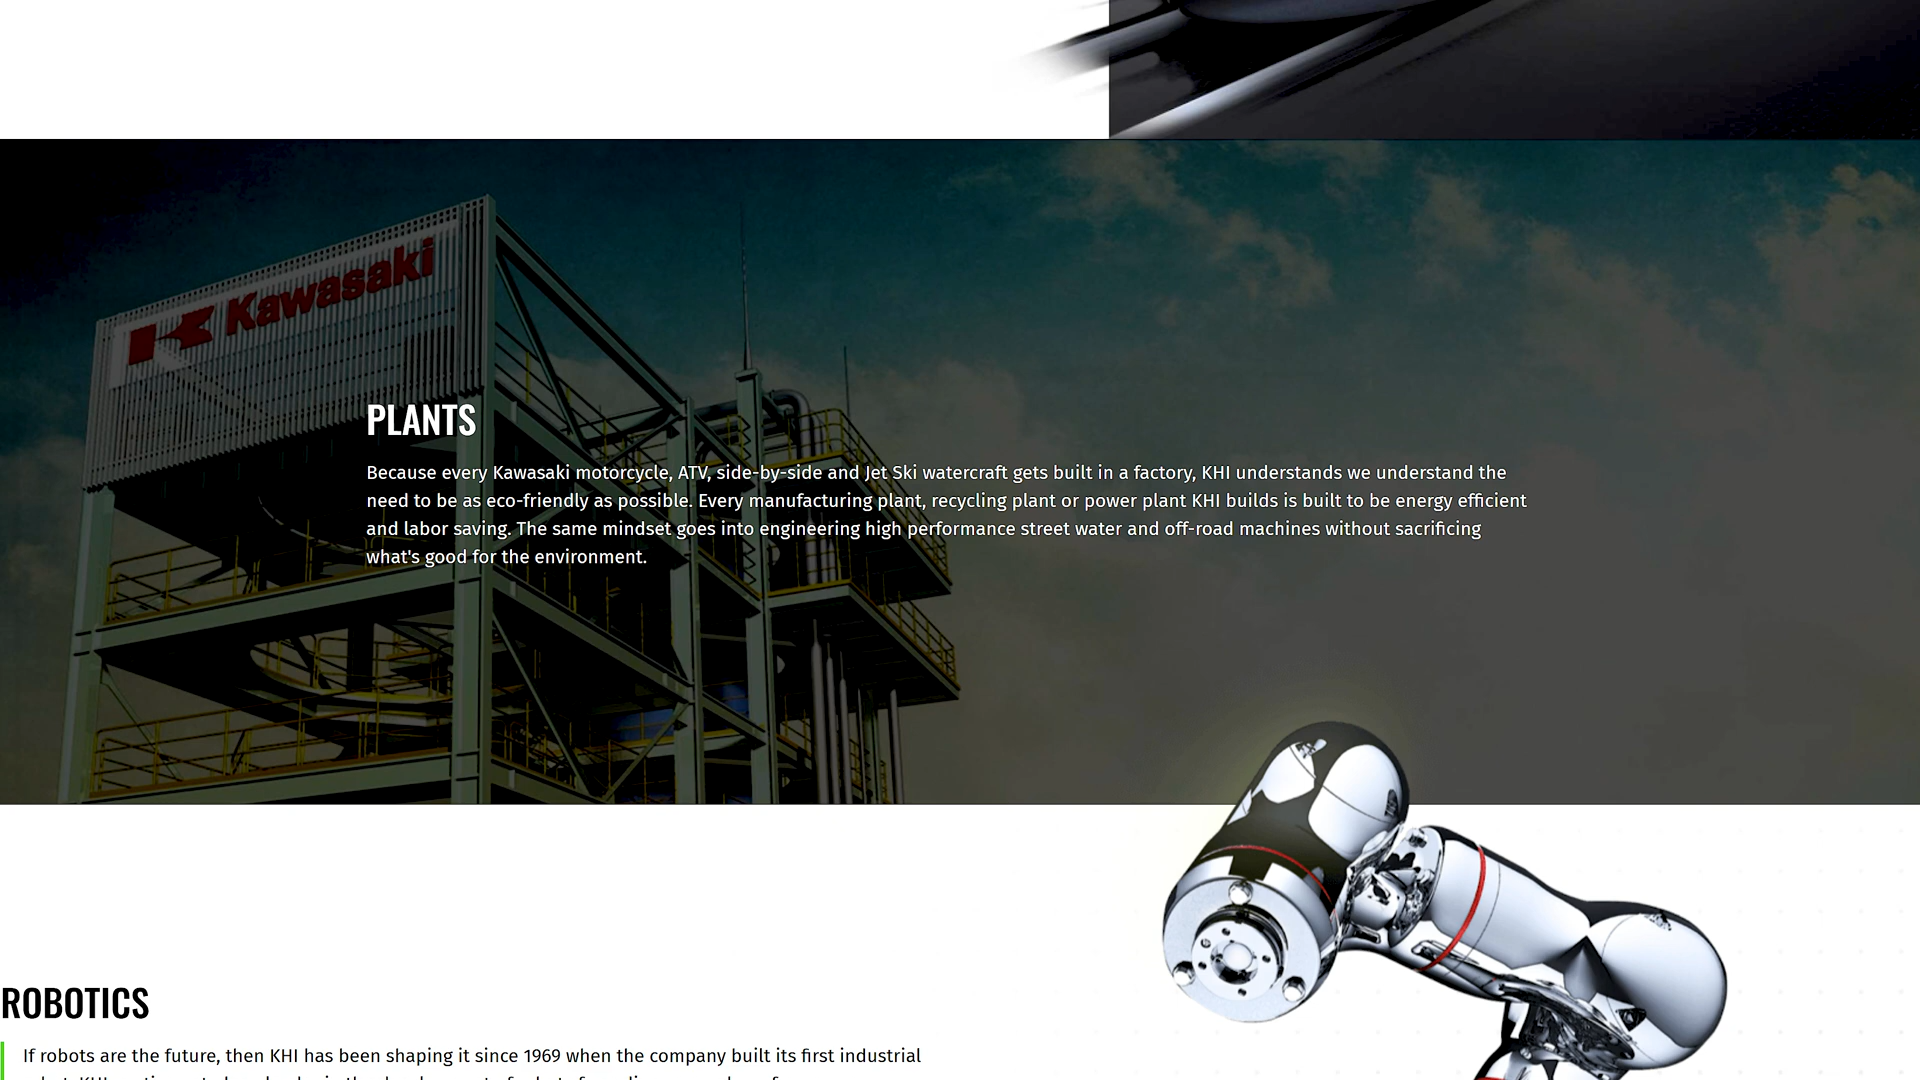 Kawasaki
PLANTS
Because every Kawasaki motorcycle, ATV, side-by-side and Jet Ski watercraft gets built in a factory, KHI understands we understand the
need to be as eco-friendly as possible. Every manufacturing plant, recycling plant or power plant KHI builds is built to be energy efficient
and labor saving. The same mindset goes into engineering high performance street water and off-road machines without sacrificing
what's good for the environment.
ROBOTICS
If robots are the future, then KHI has been shaping it since 1969 when the company built its first industrial